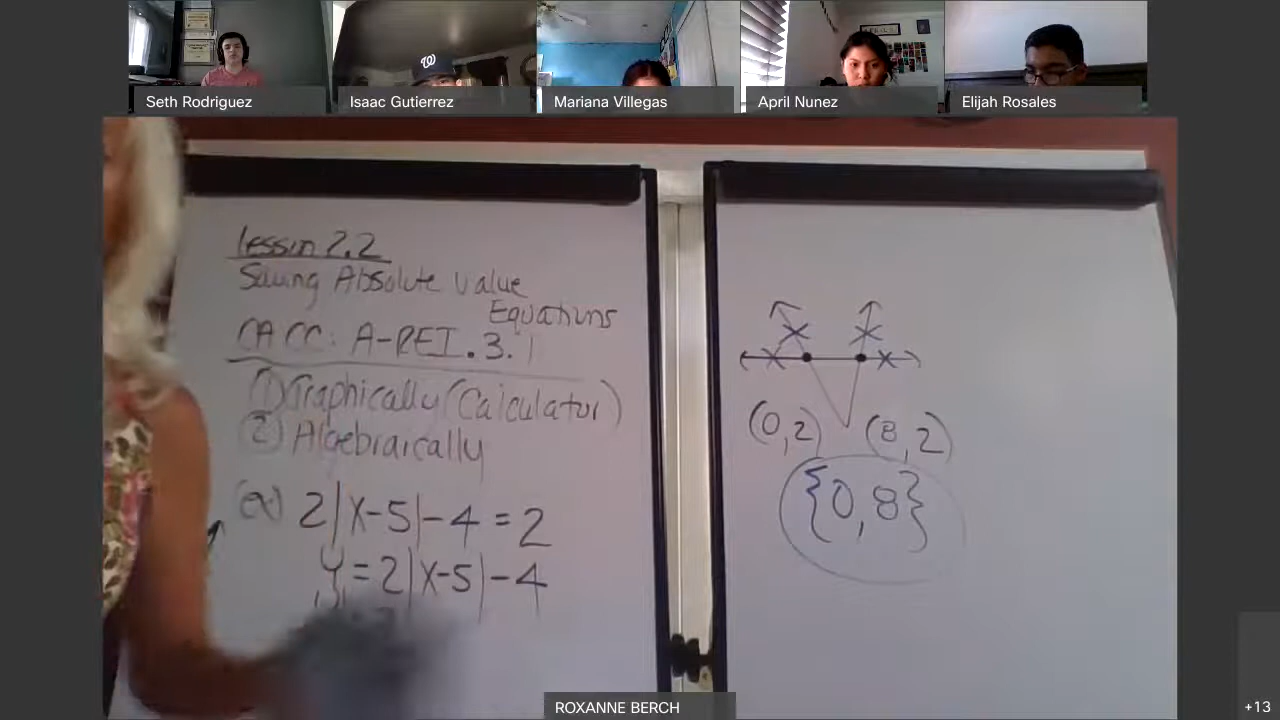 Seth Rodriguez
Isaac Gutierrez
Mariana Villegas
April Nunez
Elijah Rosales
W
lesson 2.2
Solving Absolute Value
Equations
CACC: A-REI.3.1
① Graphically (Calculator)
② Algebraically
(ex) 2|x-5|-4=2
y=2|x-5|-4
(0,2) (8,2)
{0,8}
ROXANNE BERCH
+13